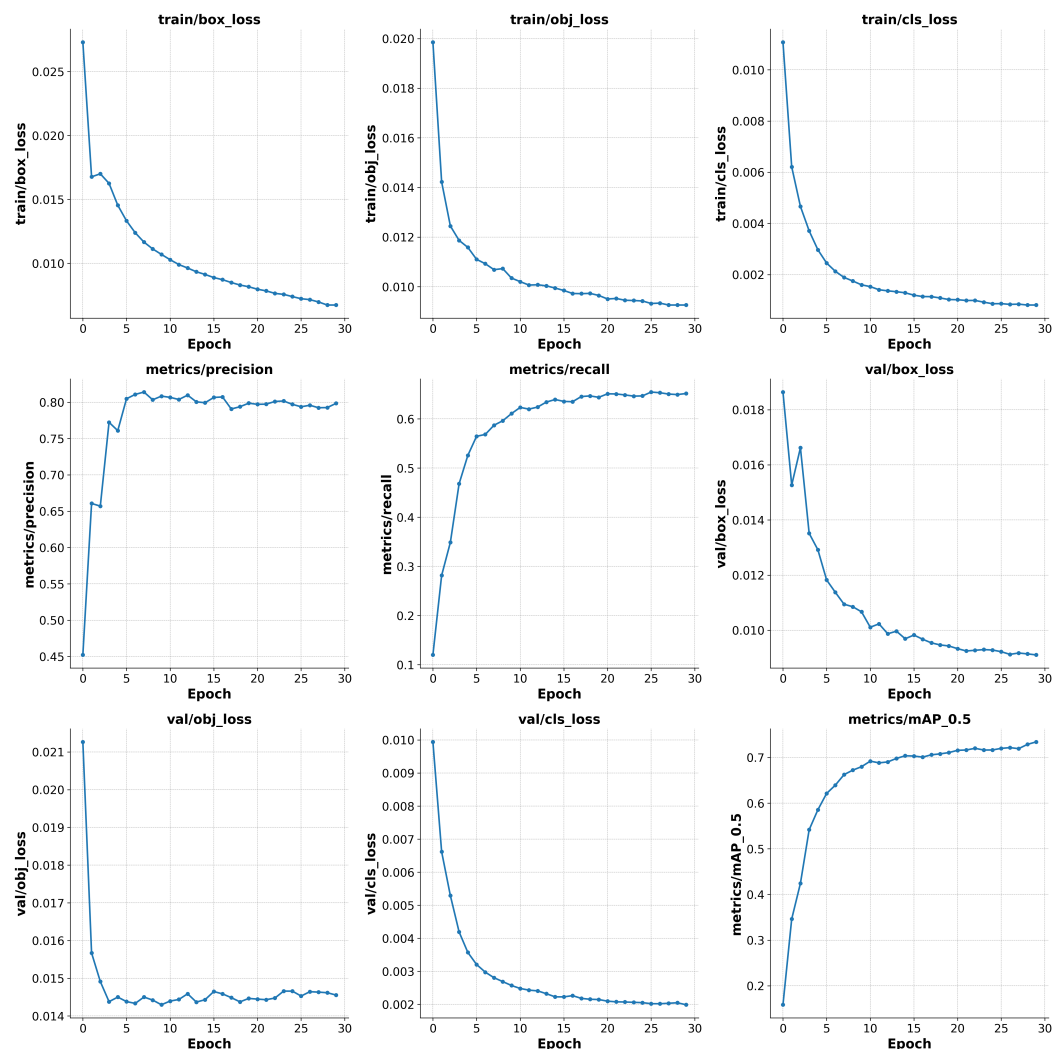 train/box_loss
train/box_loss
0.025
0.020
0.015
0.010
0 5 10 15 20 25 30
Epoch
train/obj_loss
train/obj_loss
0.020
0.018
0.016
0.014
0.012
0.010
0 5 10 15 20 25 30
Epoch
train/cls_loss
train/cls_loss
0.010
0.008
0.006
0.004
0.002
0 5 10 15 20 25 30
Epoch
metrics/precision
metrics/precision
0.80
0.75
0.70
0.65
0.60
0.55
0.50
0.45
0 5 10 15 20 25 30
Epoch
metrics/recall
metrics/recall
0.6
0.5
0.4
0.3
0.2
0.1
0 5 10 15 20 25 30
Epoch
val/box_loss
val/box_loss
0.018
0.016
0.014
0.012
0.010
0 5 10 15 20 25 30
Epoch
val/obj_loss
val/obj_loss
0.021
0.020
0.019
0.018
0.017
0.016
0.015
0.014
0 5 10 15 20 25 30
Epoch
val/cls_loss
val/cls_loss
0.010
0.009
0.008
0.007
0.006
0.005
0.004
0.003
0.002
0 5 10 15 20 25 30
Epoch
metrics/mAP_0.5
metrics/mAP_0.5
0.7
0.6
0.5
0.4
0.3
0.2
0 5 10 15 20 25 30
Epoch